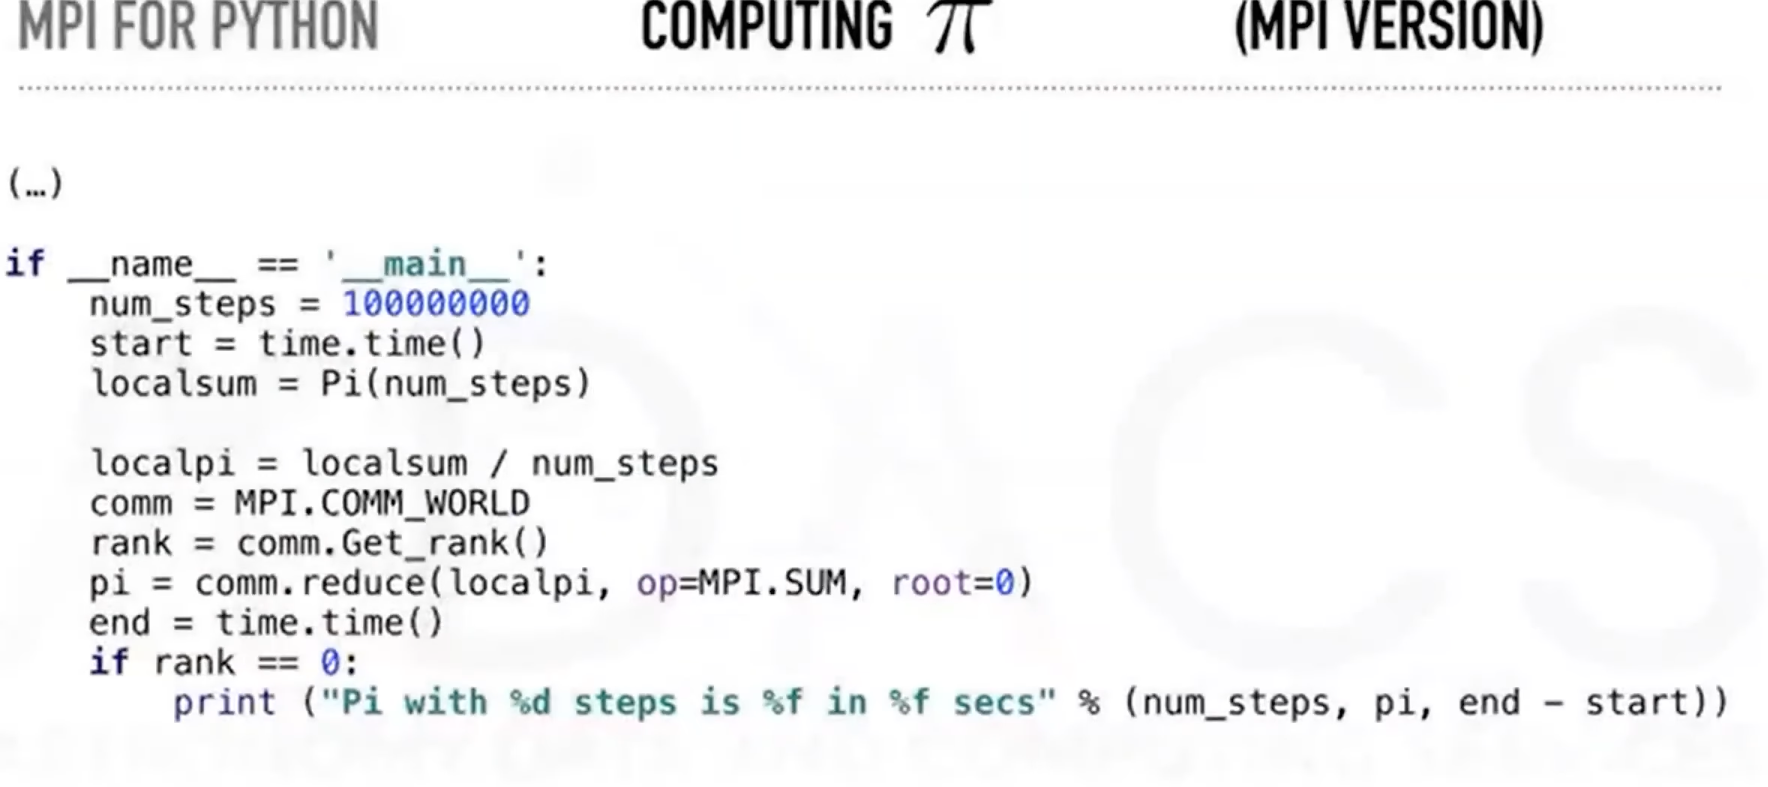 MPI FOR PYTHON COMPUTING π (MPI VERSION)
(…)
if __name__ == '__main__':
    num_steps = 100000000
    start = time.time()
    localsum = Pi(num_steps)
    localpi = localsum / num_steps
    comm = MPI.COMM_WORLD
    rank = comm.Get_rank()
    pi = comm.reduce(localpi, op=MPI.SUM, root=0)
    end = time.time()
    if rank == 0:
        print ("Pi with %d steps is %f in %f secs" % (num_steps, pi, end - start))
ADACS